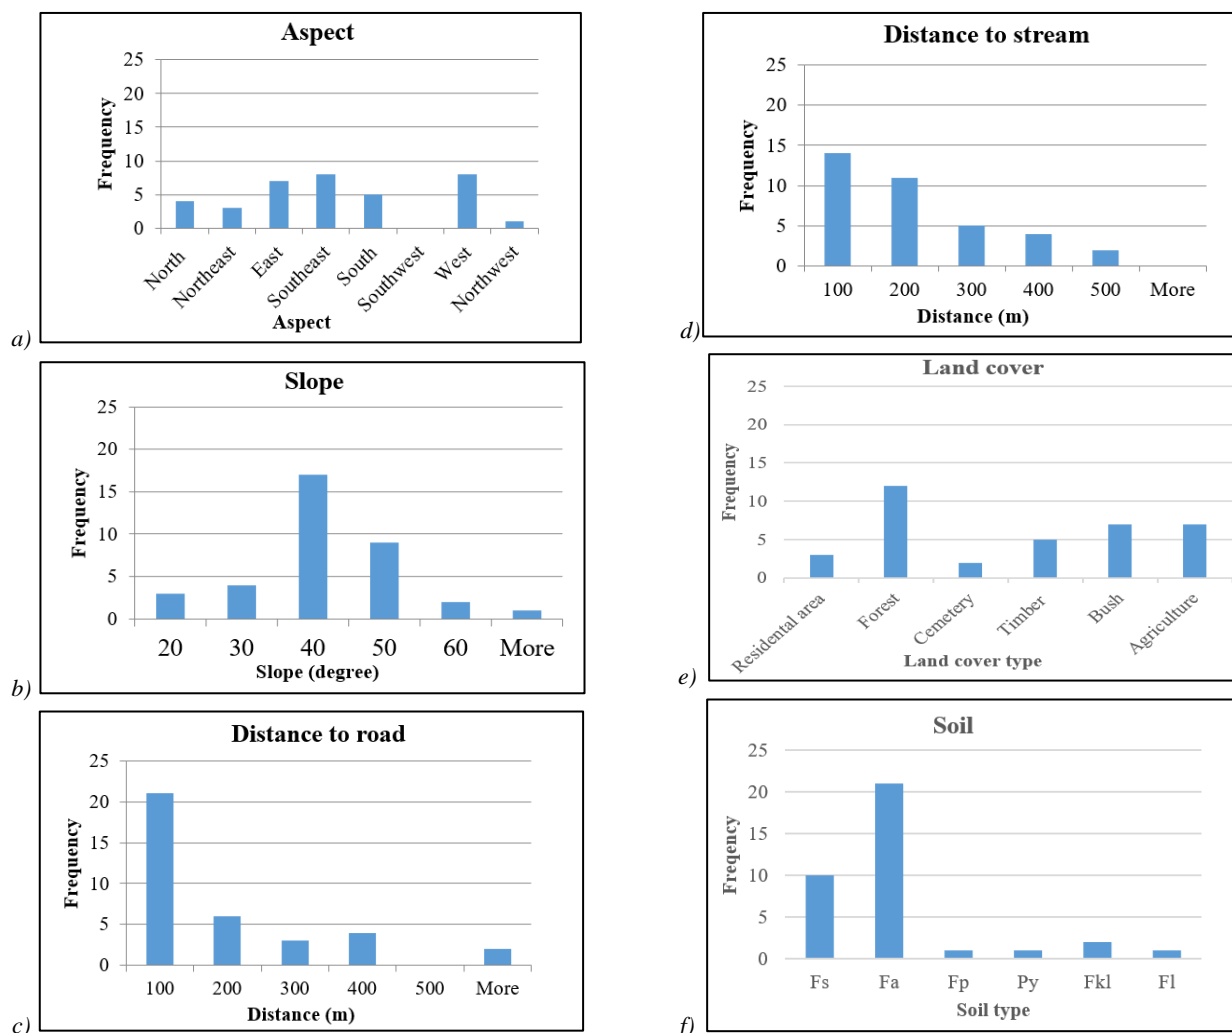 Aspect
25
20
15
10
5
0
Frequency
North
Northeast
East
Southeast
South
Southwest
West
Northwest
Aspect
a)
Slope
25
20
15
10
5
0
Frequency
20 30 40 50 60 More
Slope (degree)
b)
Distance to road
25
20
15
10
5
0
Frequency
100 200 300 400 500 More
Distance (m)
c)
Distance to stream
25
20
15
10
5
0
Frequency
100 200 300 400 500 More
Distance (m)
d)
Land cover
25
20
15
10
5
0
Frequency
Residental area
Forest
Cemetery
Timber
Bush
Agriculture
Land cover type
e)
Soil
25
20
15
10
5
0
Freqency
Fs Fa Fp Py Fkl Fl
Soil type
f)